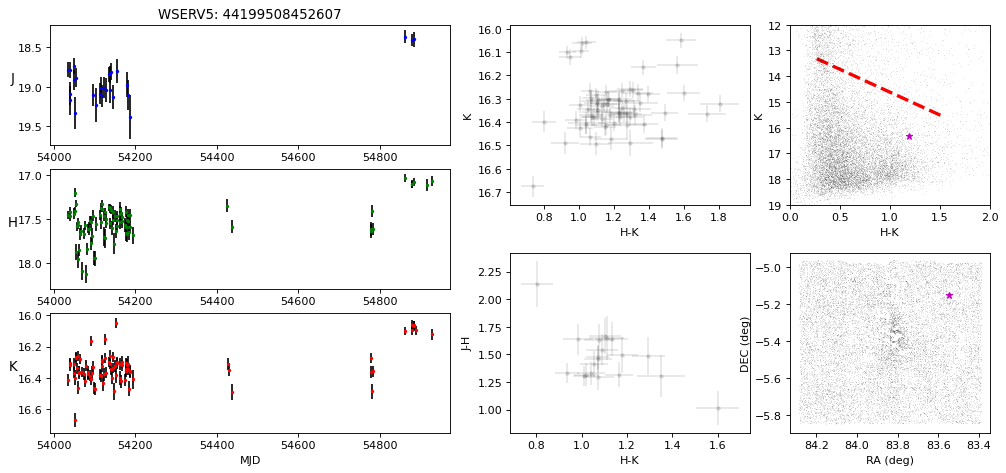 WSERV5: 44199508452607
J
18.5
19.0
19.5
54000 54200 54400 54600 54800
H
17.0
17.5
18.0
54000 54200 54400 54600 54800
K
16.0
16.2
16.4
16.6
54000 54200 54400 54600 54800
MJD
K
16.0
16.1
16.2
16.3
16.4
16.5
16.6
16.7
0.8 1.0 1.2 1.4 1.6 1.8
H-K
J-H
2.25
2.00
1.75
1.50
1.25
1.00
0.8 1.0 1.2 1.4 1.6
H-K
K
12
13
14
15
16
17
18
19
0.0 0.5 1.0 1.5 2.0
H-K
DEC (deg)
−5.0
−5.2
−5.4
−5.6
−5.8
84.2 84.0 83.8 83.6 83.4
RA (deg)